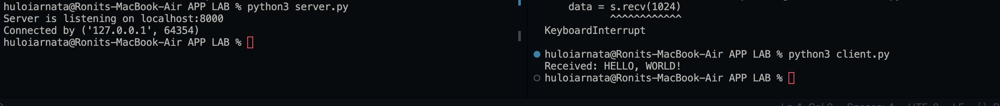 huloiarnata@Ronits-MacBook-Air APP LAB % python3 server.py
Server is listening on localhost:8000
Connected by ('127.0.0.1', 64354)
huloiarnata@Ronits-MacBook-Air APP LAB %
data = s.recv(1024)
^^^^^^^^^^^^
KeyboardInterrupt
huloiarnata@Ronits-MacBook-Air APP LAB % python3 client.py
Received: HELLO, WORLD!
huloiarnata@Ronits-MacBook-Air APP LAB %